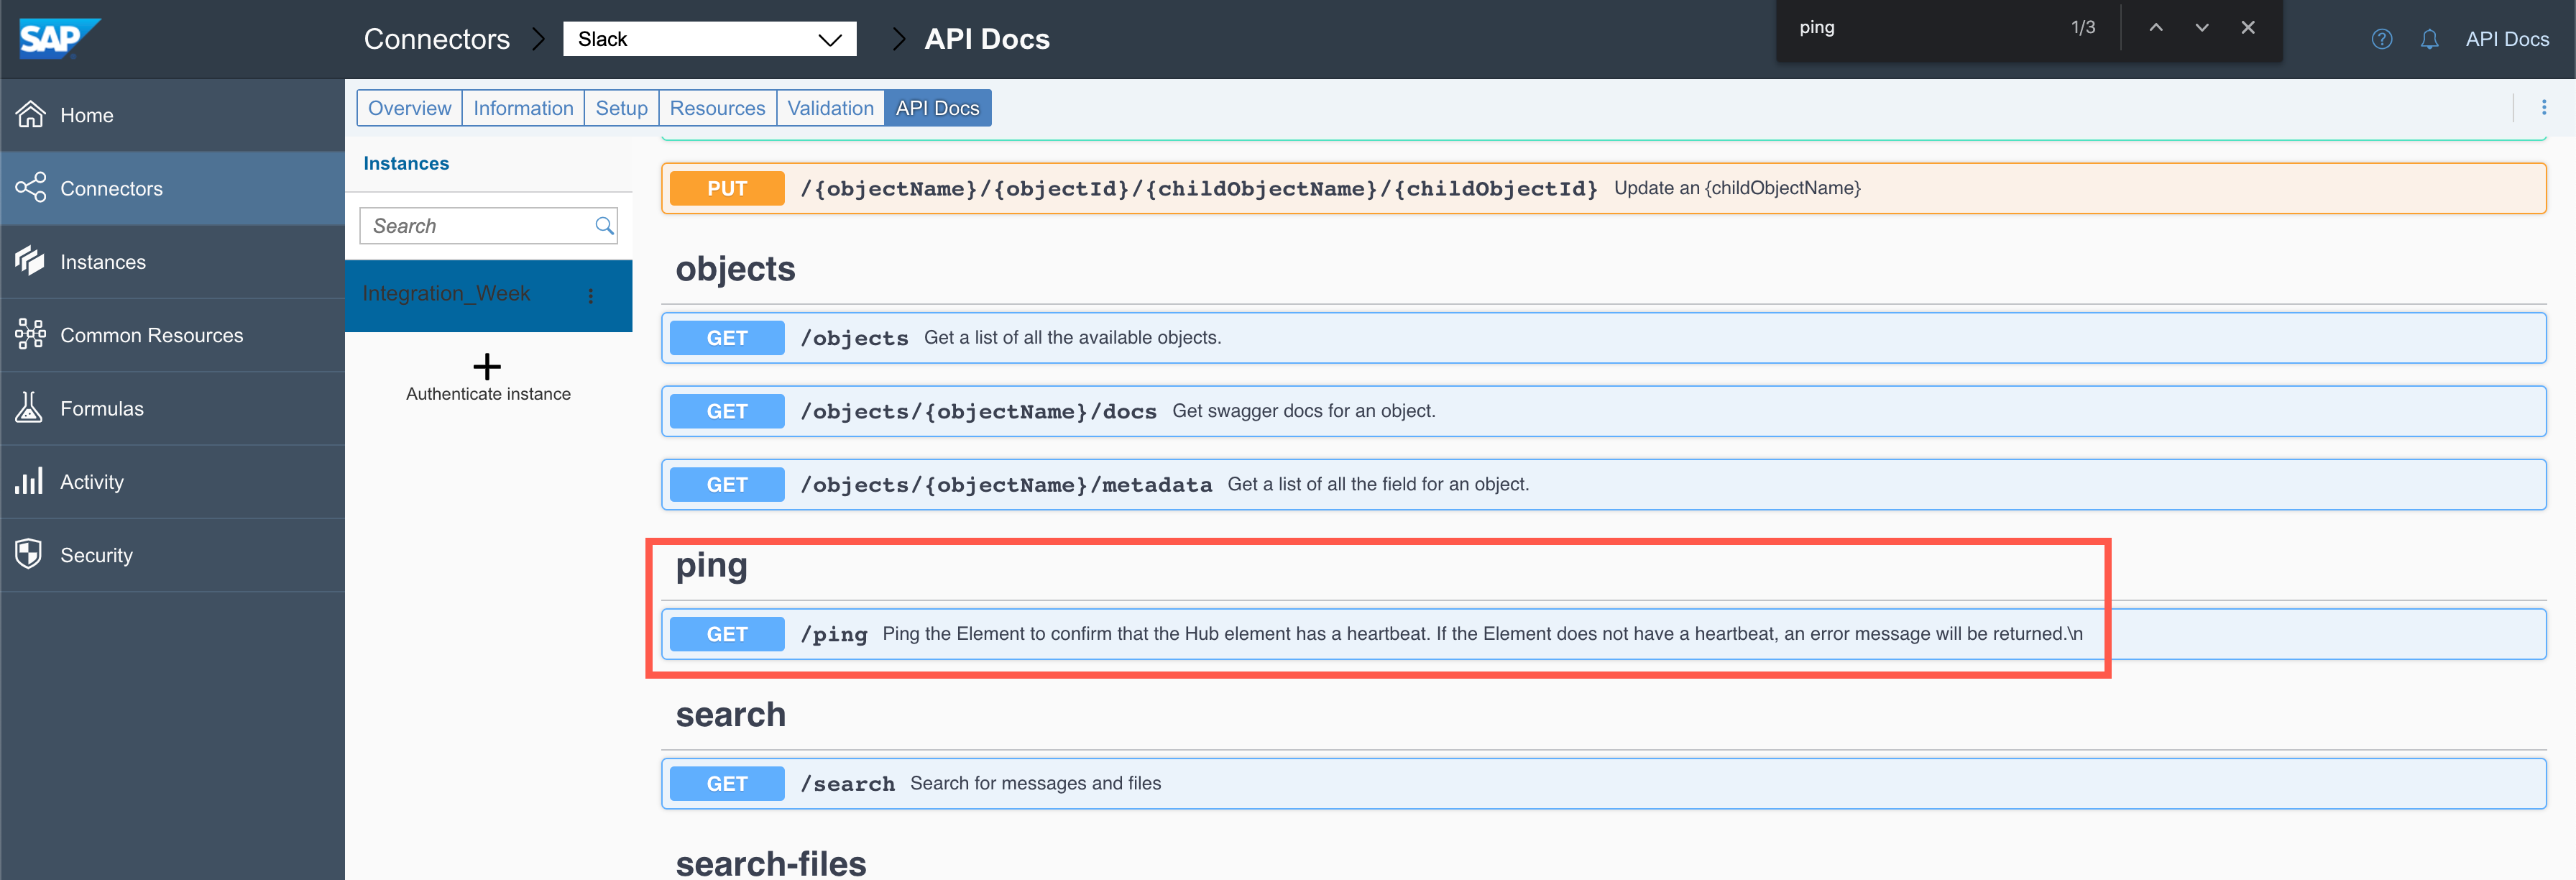 SAP
Connectors
Slack
API Docs
ping
1/3
API Docs
Home
Connectors
Instances
Common Resources
Formulas
Activity
Security
Overview
Information
Setup
Resources
Validation
API Docs
Instances
Search
Integration_Week
Authenticate instance
PUT /{objectName}/{objectId}/{childObjectName}/{childObjectId} Update an {childObjectName}
objects
GET /objects Get a list of all the available objects.
GET /objects/{objectName}/docs Get swagger docs for an object.
GET /objects/{objectName}/metadata Get a list of all the field for an object.
ping
GET /ping Ping the Element to confirm that the Hub element has a heartbeat. If the Element does not have a heartbeat, an error message will be returned.\n
search
GET /search Search for messages and files
search-files